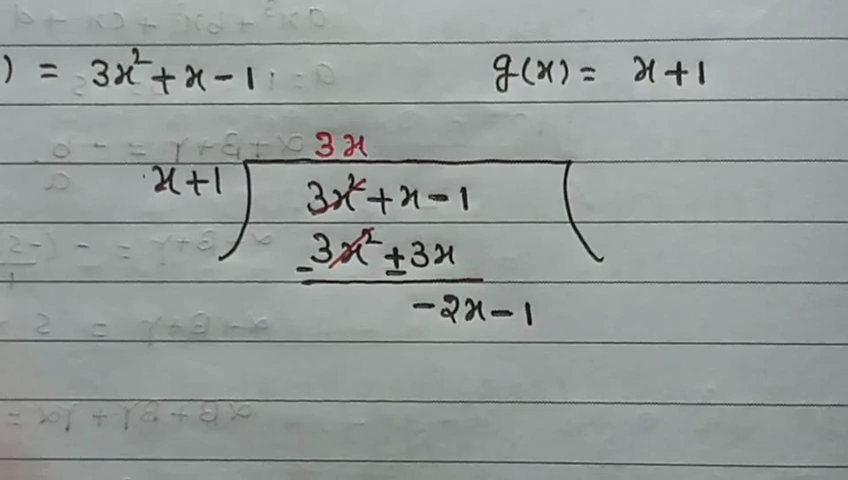 ) = 3x² + x - 1 g(x) = x + 1
3x
x + 1 ) 3x² + x - 1 (
- 3x² ± 3x
- 2x - 1